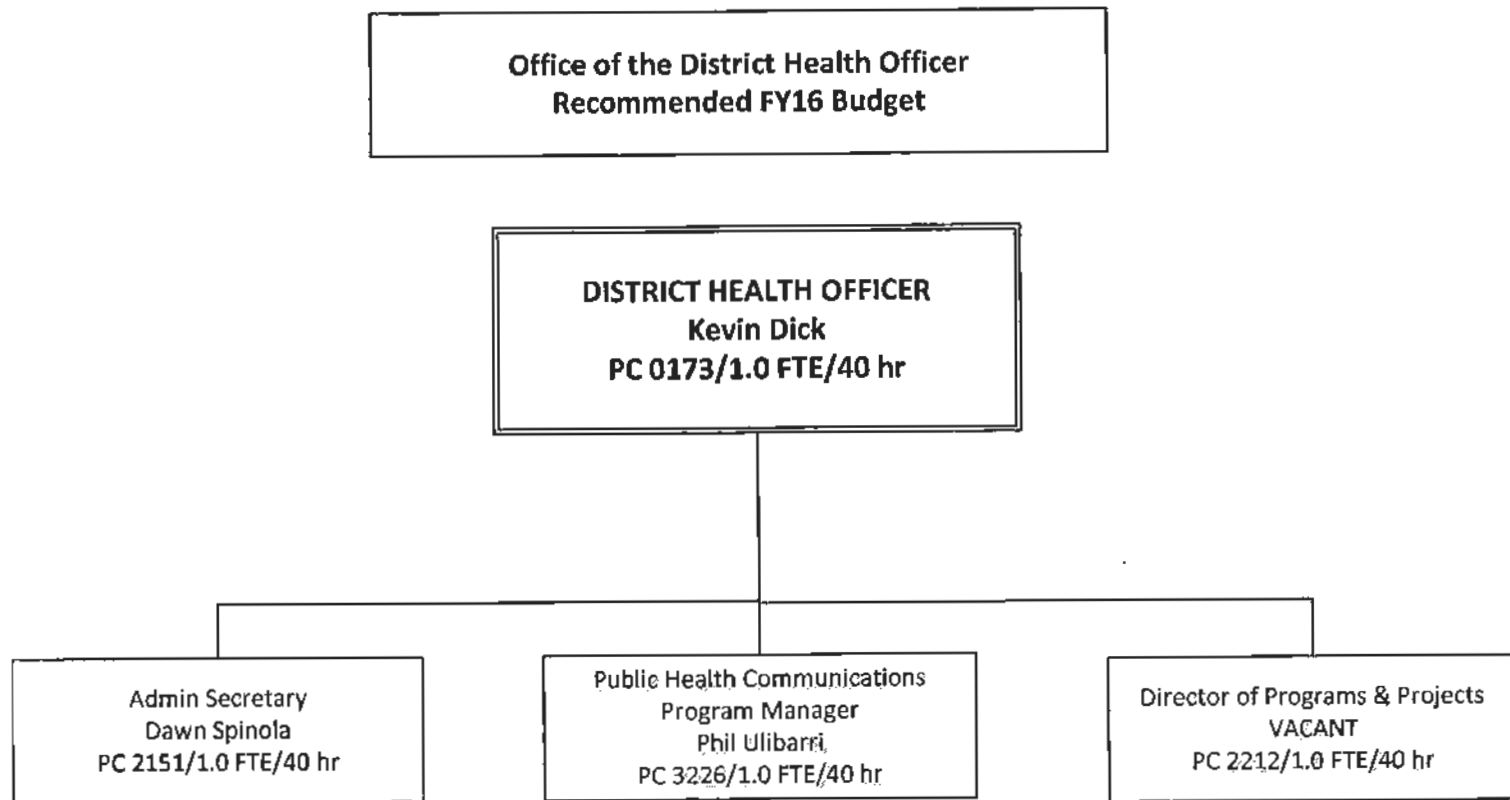 Office of the District Health Officer
Recommended FY16 Budget
DISTRICT HEALTH OFFICER
Kevin Dick
PC 0173/1.0 FTE/40 hr
Admin Secretary
Dawn Spinola
PC 2151/1.0 FTE/40 hr
Public Health Communications
Program Manager
Phil Ulibarri
PC 3226/1.0 FTE/40 hr
Director of Programs & Projects
VACANT
PC 2212/1.0 FTE/40 hr